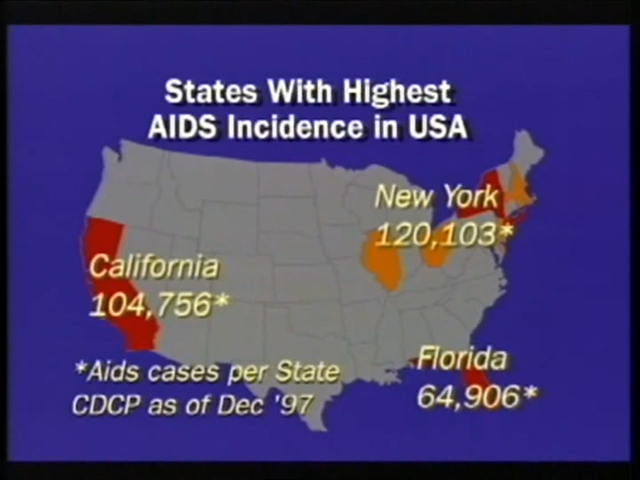 States With Highest
AIDS Incidence in USA
New York
120,103*
California
104,756*
Florida
64,906*
*Aids cases per State
CDCP as of Dec '97